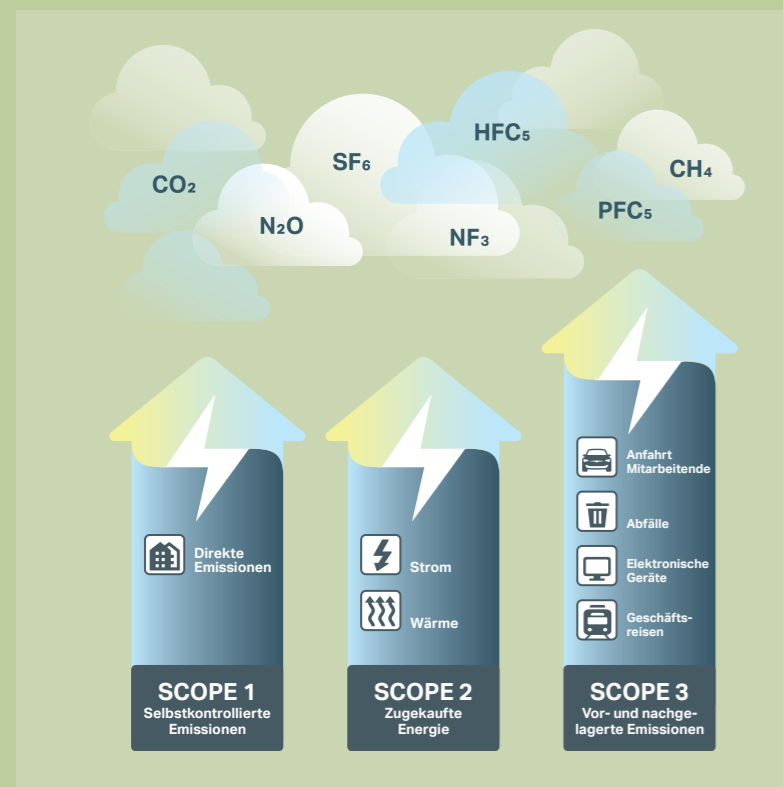 HFC₅
SF₆
CH₄
CO₂
PFC₅
N₂O
NF₃
Direkte
Emissionen
SCOPE 1
Selbstkontrollierte
Emissionen
Strom
Wärme
SCOPE 2
Zugekaufte
Energie
Anfahrt
Mitarbeitende
Abfälle
Elektronische
Geräte
Geschäfts-
reisen
SCOPE 3
Vor- und nachge-
lagerte Emissionen